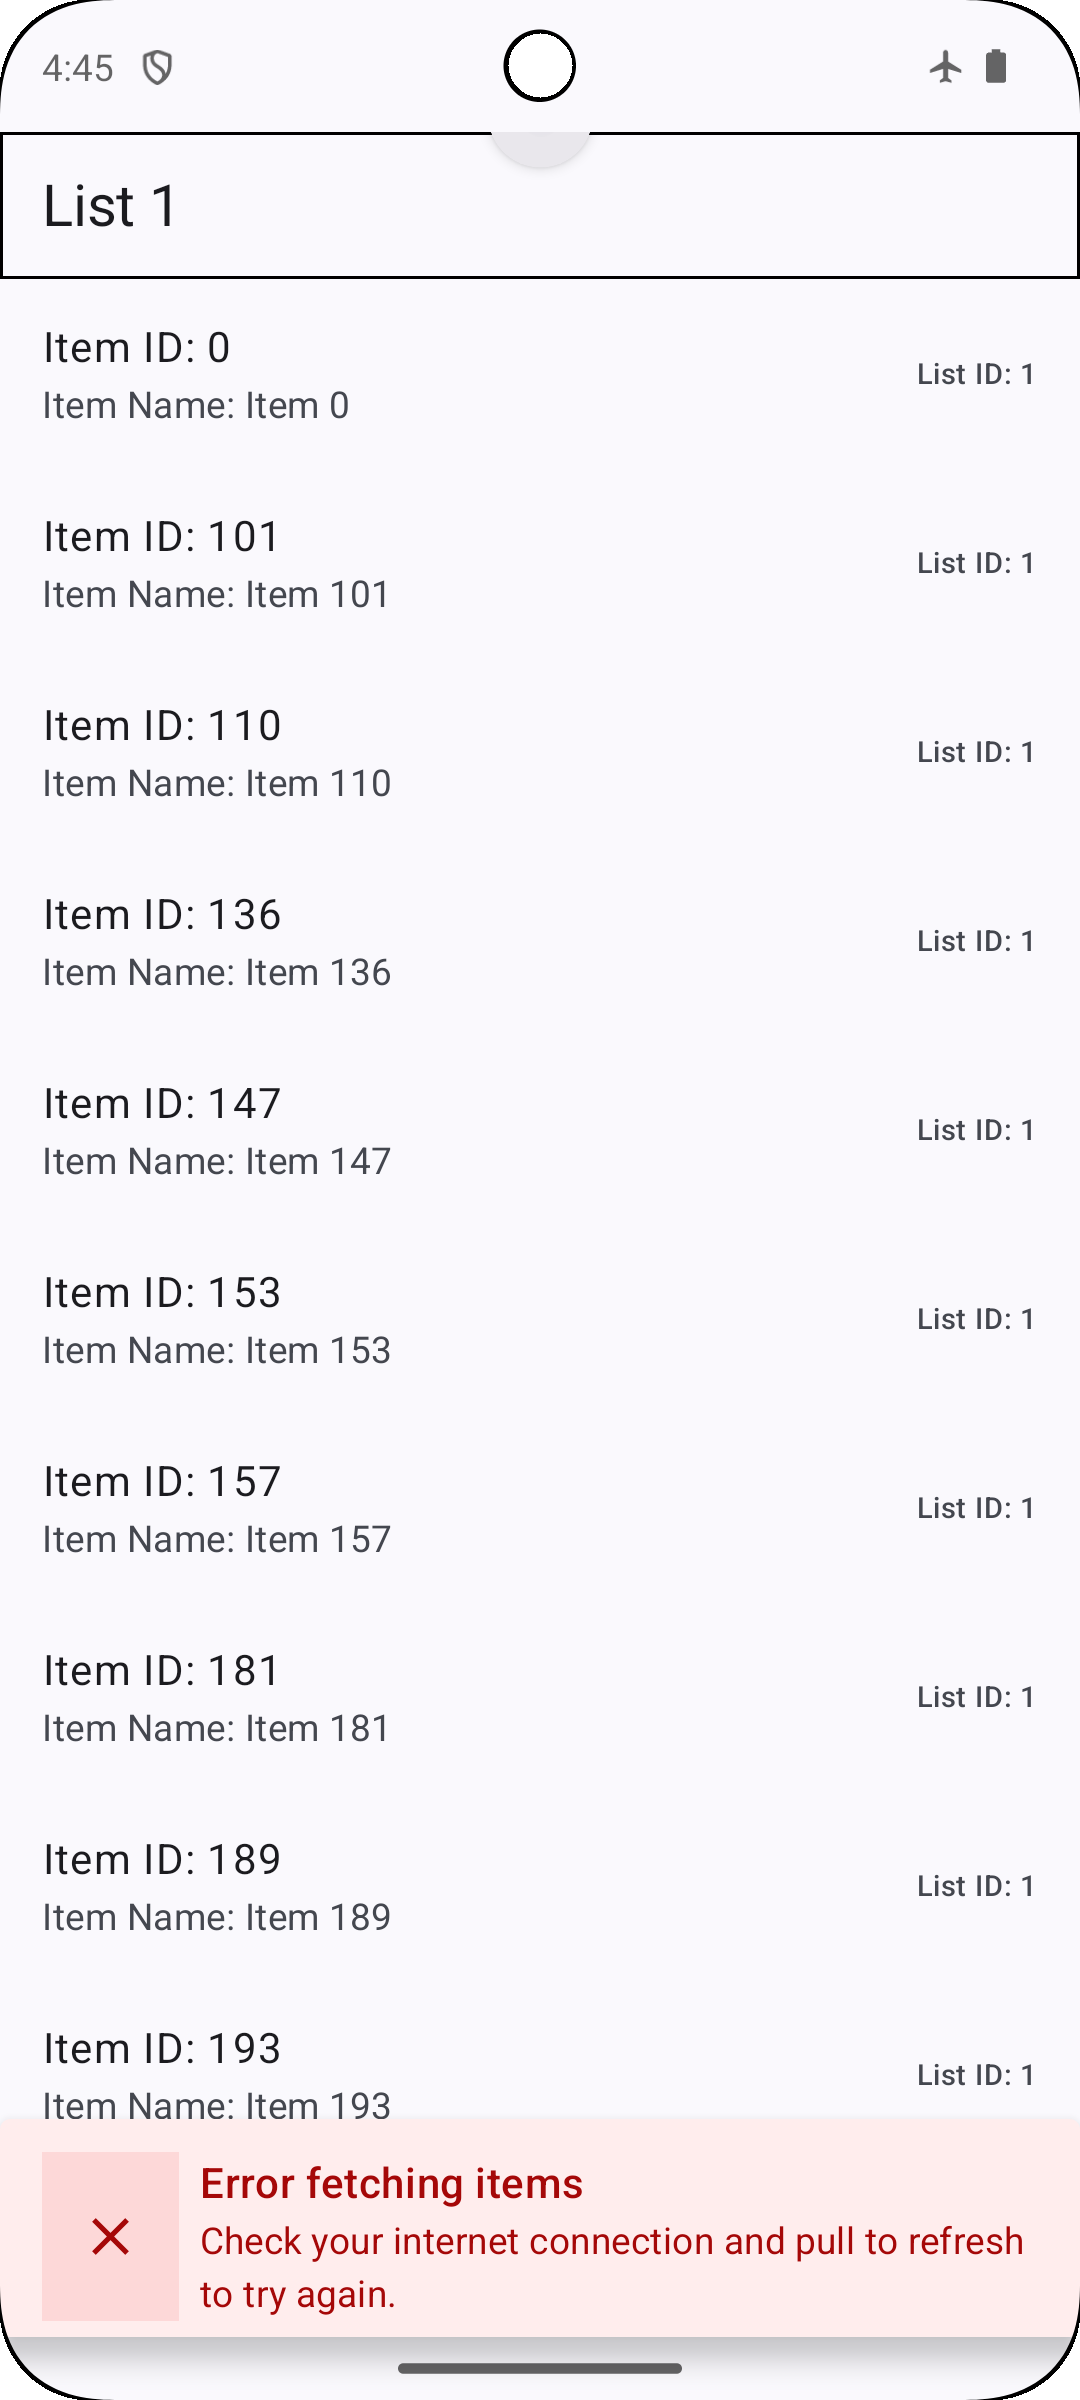 4:45
List 1
Item ID: 0
Item Name: Item 0
List ID: 1
Item ID: 101
Item Name: Item 101
List ID: 1
Item ID: 110
Item Name: Item 110
List ID: 1
Item ID: 136
Item Name: Item 136
List ID: 1
Item ID: 147
Item Name: Item 147
List ID: 1
Item ID: 153
Item Name: Item 153
List ID: 1
Item ID: 157
Item Name: Item 157
List ID: 1
Item ID: 181
Item Name: Item 181
List ID: 1
Item ID: 189
Item Name: Item 189
List ID: 1
Item ID: 193
Item Name: Item 193
List ID: 1
Error fetching items
Check your internet connection and pull to refresh
to try again.